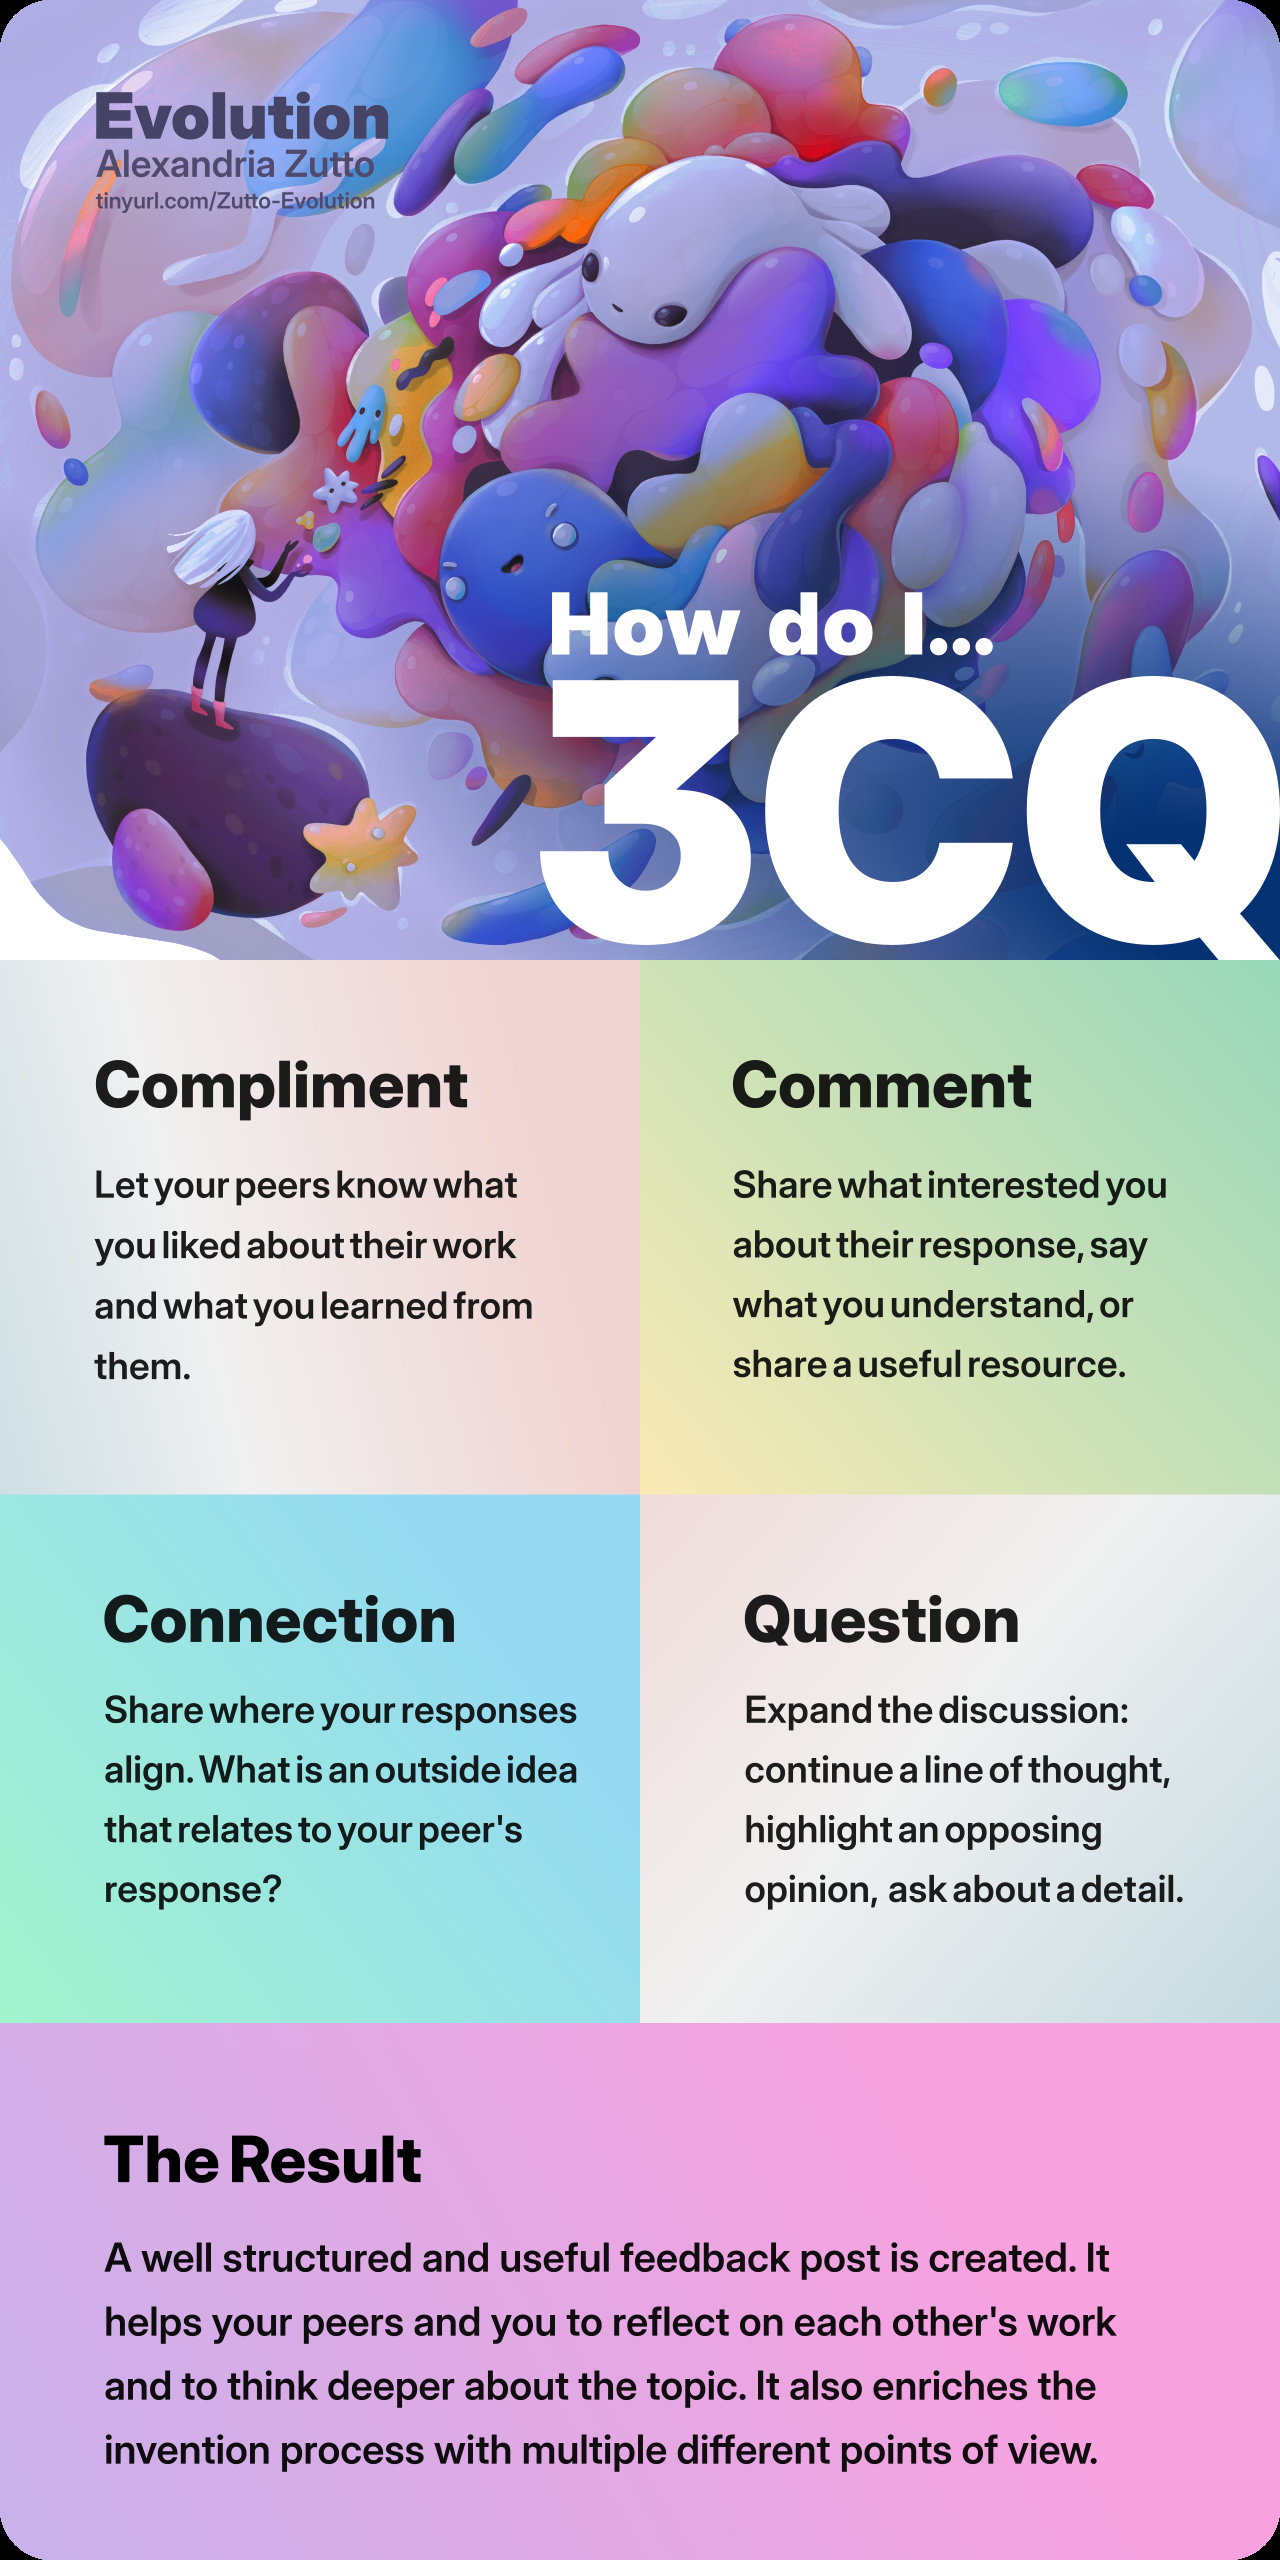 Evolution
Alexandria Zutto
tinyurl.com/Zutto-Evolution
How do I...
3CQ
Compliment
Let your peers know what
you liked about their work
and what you learned from
them.
Comment
Share what interested you
about their response, say
what you understand, or
share a useful resource.
Connection
Share where your responses
align. What is an outside idea
that relates to your peer's
response?
Question
Expand the discussion:
continue a line of thought,
highlight an opposing
opinion, ask about a detail.
The Result
A well structured and useful feedback post is created. It
helps your peers and you to reflect on each other's work
and to think deeper about the topic. It also enriches the
invention process with multiple different points of view.